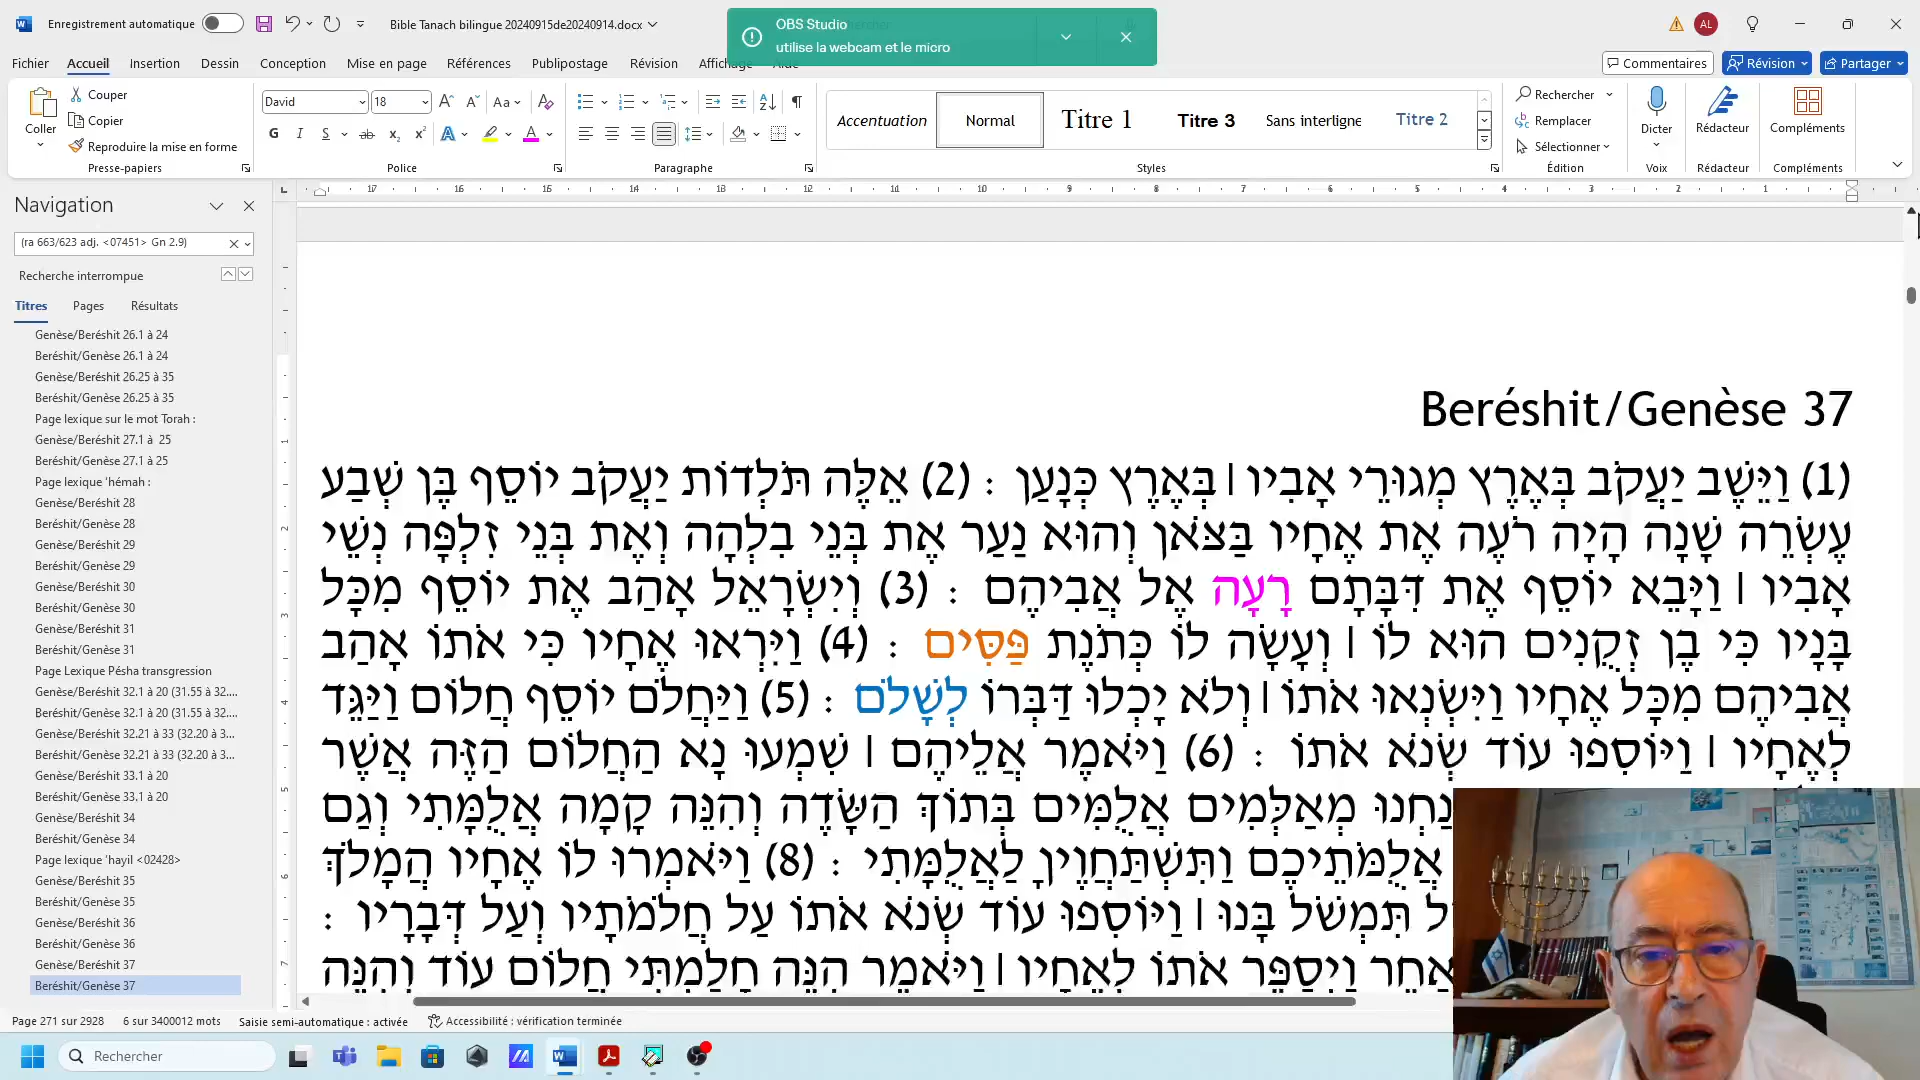 Enregistrement automatique
Bible Tanach bilingue 20240915de20240914.docx
OBS Studio
utilise la webcam et le micro
AL
Fichier Accueil Insertion Dessin Conception Mise en page Références Publipostage Révision
Commentaires Révision Partager
Coller
Couper
Copier
Reproduire la mise en forme
Presse-papiers
David 18
Police
Paragraphe
Accentuation Normal Titre 1 Titre 3 Sans interligne Titre 2
Styles
Rechercher
Remplacer
Sélectionner
Édition
Dicter
Voix
Rédacteur
Rédacteur
Compléments
Compléments
Navigation
(ra 663/623 adj. <07451> Gn 2.9)
Recherche interrompue
Titres Pages Résultats
Genèse/Beréshit 26.1 à 24
Beréshit/Genèse 26.1 à 24
Genèse/Beréshit 26.25 à 35
Beréshit/Genèse 26.25 à 35
Page lexique sur le mot Torah :
Genèse/Beréshit 27.1 à 25
Beréshit/Genèse 27.1 à 25
Page lexique 'hémah :
Genèse/Beréshit 28
Beréshit/Genèse 28
Genèse/Beréshit 29
Beréshit/Genèse 29
Genèse/Beréshit 30
Beréshit/Genèse 30
Genèse/Beréshit 31
Beréshit/Genèse 31
Page Lexique Pésha transgression
Genèse/Beréshit 32.1 à 20 (31.55 à 32....
Beréshit/Genèse 32.1 à 20 (31.55 à 32....
Genèse/Beréshit 32.21 à 33 (32.20 à 3...
Beréshit/Genèse 32.21 à 33 (32.20 à 3...
Genèse/Beréshit 33.1 à 20
Beréshit/Genèse 33.1 à 20
Genèse/Beréshit 34
Beréshit/Genèse 34
Page lexique 'hayil <02428>
Genèse/Beréshit 35
Beréshit/Genèse 35
Genèse/Beréshit 36
Beréshit/Genèse 36
Genèse/Beréshit 37
Beréshit/Genèse 37
Beréshit/Genèse 37
(1) וַיֵּשֶׁב יַעֲקֹב בְּאֶרֶץ מְגוּרֵי אָבִיו | בְּאֶרֶץ כְּנָעַן : (2) אֵלֶּה תֹּלְדוֹת יַעֲקֹב יוֹסֵף בֶּן שְׁבַע
עֶשְׂרֵה שָׁנָה הָיָה רֹעֶה אֶת אֶחָיו בַּצֹּאן וְהוּא נַעַר אֶת בְּנֵי בִלְהָה וְאֶת בְּנֵי זִלְפָּה נְשֵׁי
אָבִיו | וַיָּבֵא יוֹסֵף אֶת דִּבָּתָם רָעָה אֶל אֲבִיהֶם : (3) וְיִשְׂרָאֵל אָהַב אֶת יוֹסֵף מִכָּל
בָּנָיו כִּי בֶן זְקֻנִים הוּא לוֹ | וְעָשָׂה לוֹ כְּתֹנֶת פַּסִּים : (4) וַיִּרְאוּ אֶחָיו כִּי אֹתוֹ אָהַב
אֲבִיהֶם מִכָּל אֶחָיו וַיִּשְׂנְאוּ אֹתוֹ | וְלֹא יָכְלוּ דַּבְּרוֹ לְשָׁלֹם : (5) וַיַּחֲלֹם יוֹסֵף חֲלוֹם וַיַּגֵּד
לְאֶחָיו | וַיּוֹסִפוּ עוֹד שְׂנֹא אֹתוֹ : (6) וַיֹּאמֶר אֲלֵיהֶם | שִׁמְעוּ נָא הַחֲלוֹם הַזֶּה אֲשֶׁר
נַחְנוּ מְאַלְּמִים אֲלֻמִּים בְּתוֹךְ הַשָּׂדֶה וְהִנֵּה קָמָה אֲלֻמָּתִי וְגַם
אֲלֻמֹּתֵיכֶם וַתִּשְׁתַּחֲוֶיןָ לַאֲלֻמָּתִי : (8) וַיֹּאמְרוּ לוֹ אֶחָיו הֲמָלֹךְ
ל תִּמְשֹׁל בָּנוּ | וַיּוֹסִפוּ עוֹד שְׂנֹא אֹתוֹ עַל חֲלֹמֹתָיו וְעַל דְּבָרָיו :
אַחֵר וַיְסַפֵּר אֹתוֹ לְאֶחָיו | וַיֹּאמֶר הִנֵּה חָלַמְתִּי חֲלוֹם עוֹד וְהִנֵּה
Page 271 sur 2928 6 sur 3400012 mots Saisie semi-automatique : activée Accessibilité : vérification terminée
Rechercher